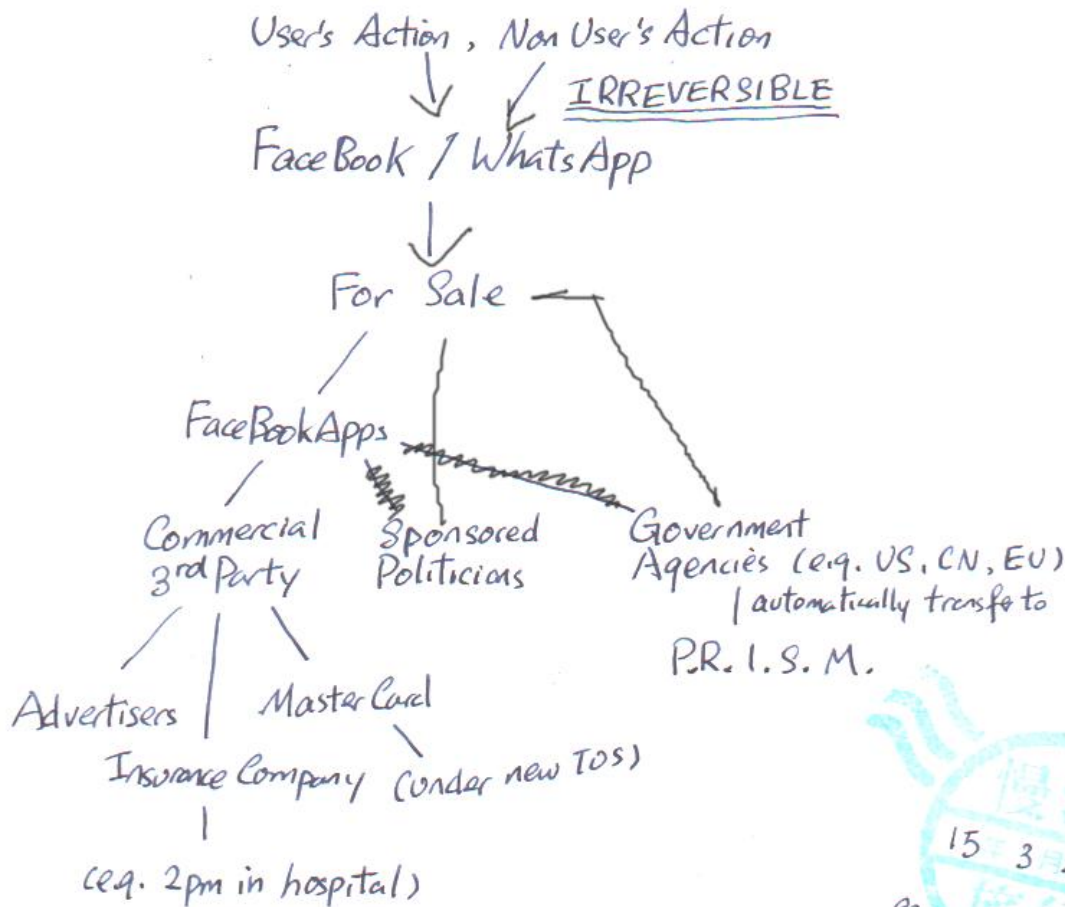 User's Action, Non User's Action
IRREVERSIBLE
FaceBook / WhatsApp
For Sale
FaceBookApps
Commercial
3rd Party
Sponsored
Politicians
Government
Agencies (e.g. US, CN, EU)
automatically transfe to
P.R.I.S.M.
Advertisers
MasterCard
Insurance Company
(under new TOS)
(e.g. 2pm in hospital)
15 3